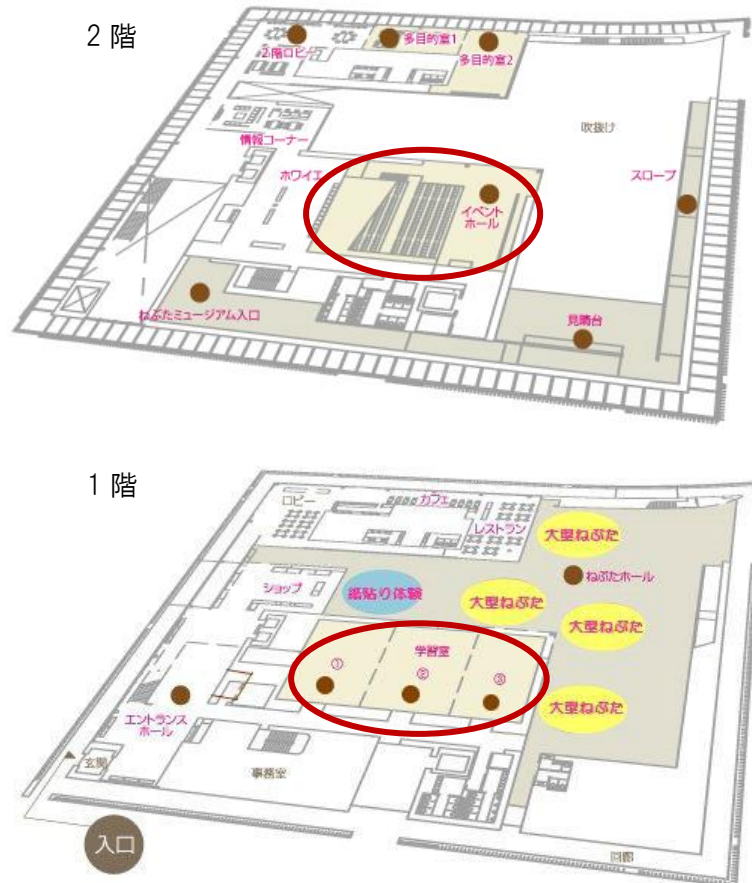 2 階
2階ロビー
多目的室1
多目的室2
情報コーナー
吹抜け
ホワイエ
スロープ
イベント
ホール
ねぶたミュージアム入口
見晴台
1 階
ロビー
カフェ
レストラン
大型ねぶた
ねぶたホール
ショップ
紙貼り体験
大型ねぶた
大型ねぶた
学習室
①
②
③
エントランス
ホール
大型ねぶた
玄関
事務室
入口
回廊